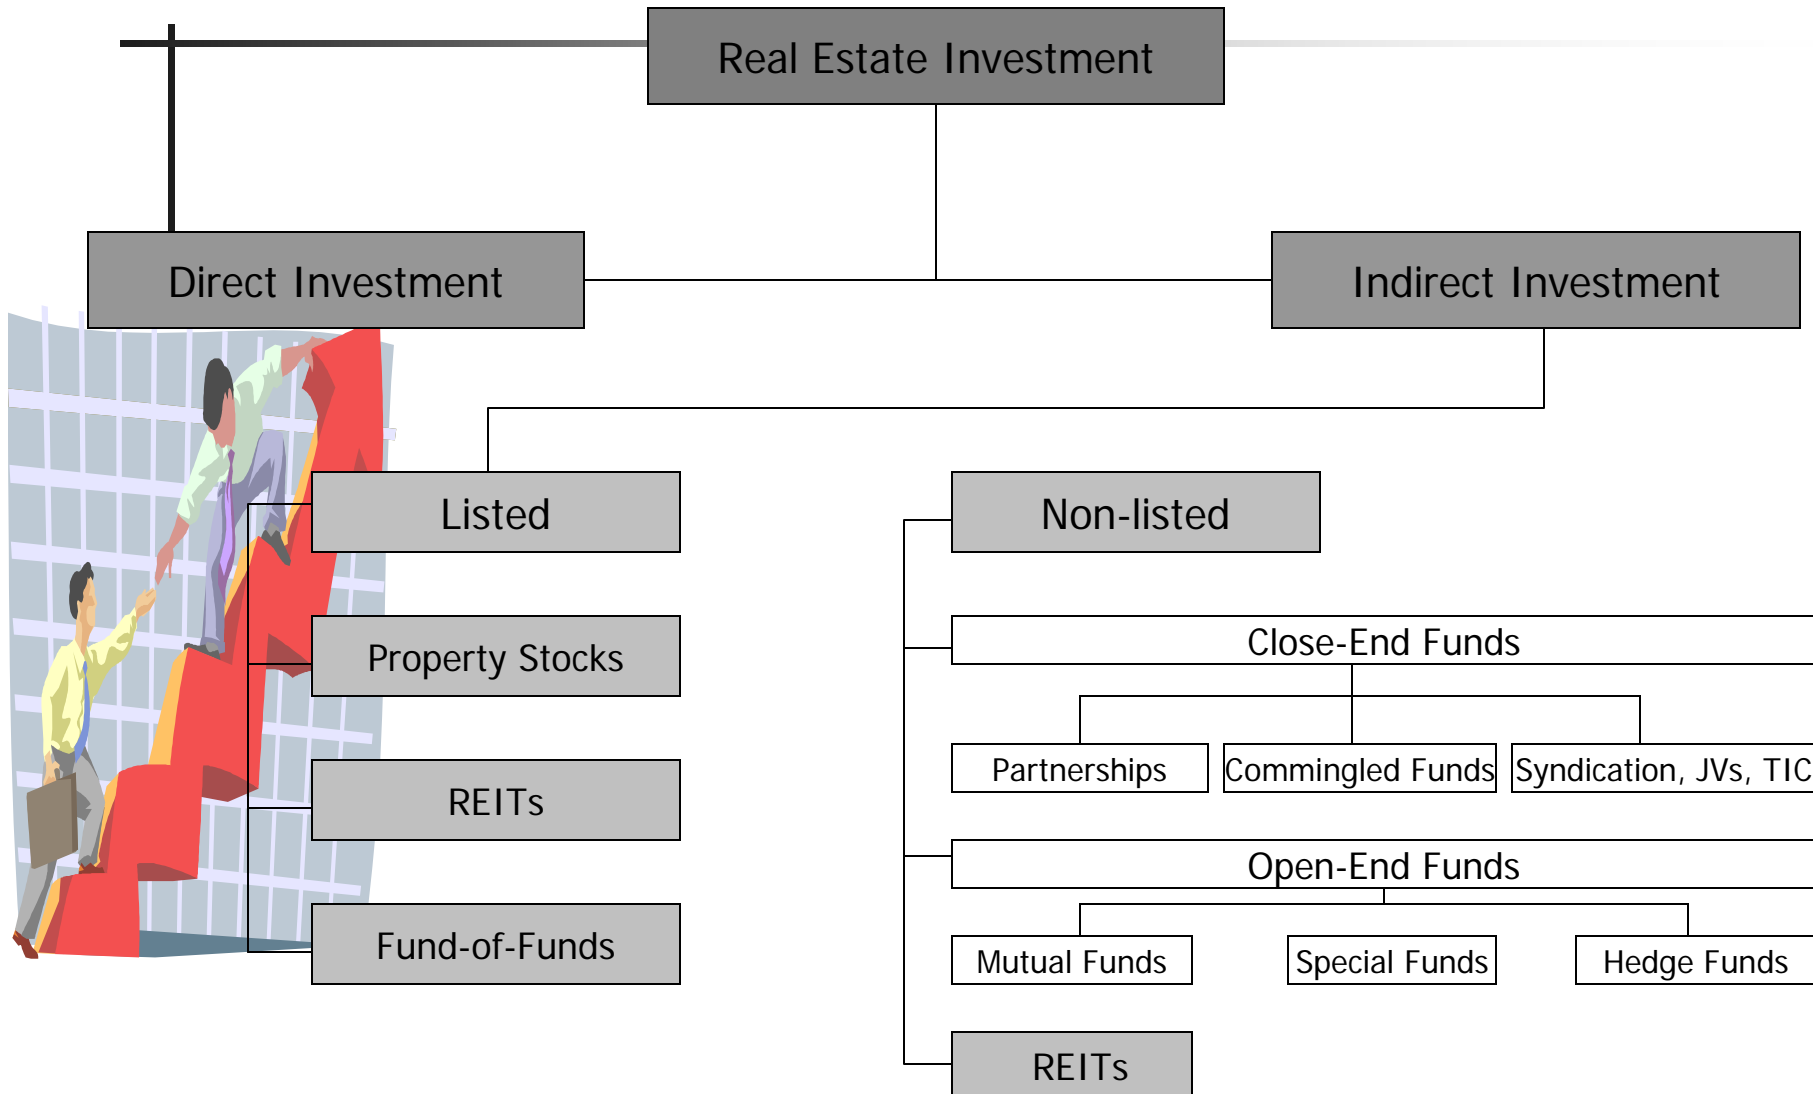 Real Estate Investment
Direct Investment
Indirect Investment
Listed
Non-listed
Property Stocks
Close-End Funds
Partnerships
Commingled Funds
Syndication, JVs, TIC
REITs
Open-End Funds
Fund-of-Funds
Mutual Funds
Special Funds
Hedge Funds
REITs